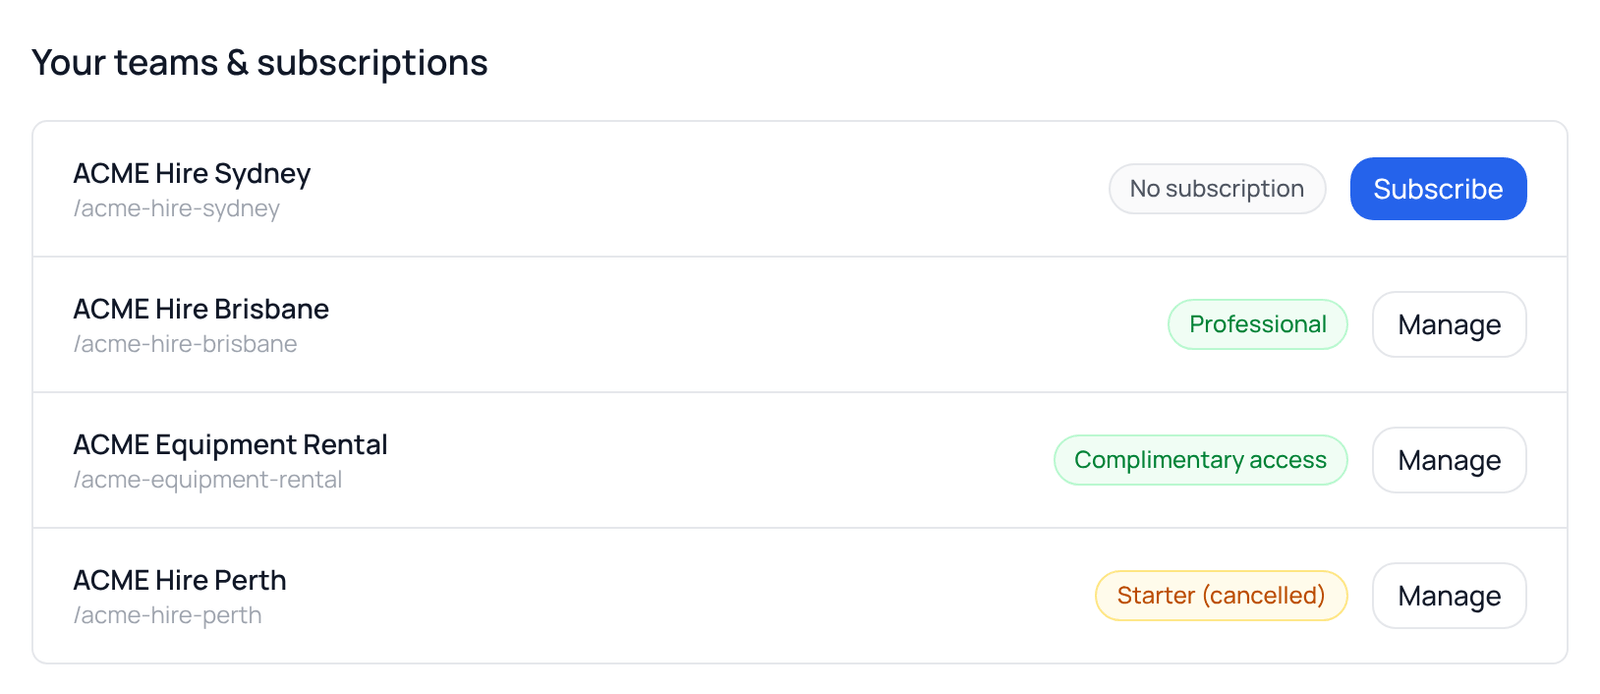 Your teams & subscriptions
ACME Hire Sydney
/acme-hire-sydney
No subscription
Subscribe
ACME Hire Brisbane
/acme-hire-brisbane
Professional
Manage
ACME Equipment Rental
/acme-equipment-rental
Complimentary access
Manage
ACME Hire Perth
/acme-hire-perth
Starter (cancelled)
Manage